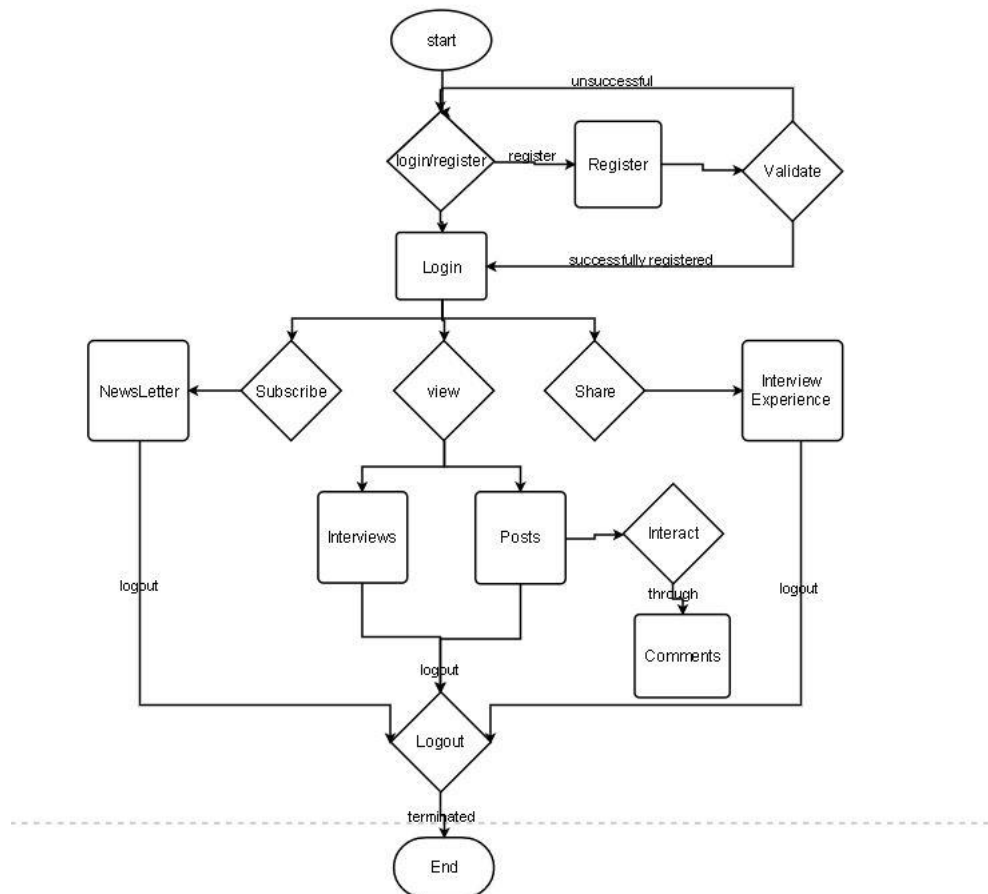 start
unsuccessful
login/register
register
Register
Validate
Login
successfully registered
NewsLetter
Subscribe
view
Share
Interview
Experience
Interviews
Posts
Interact
logout
through
logout
Comments
logout
Logout
terminated
End